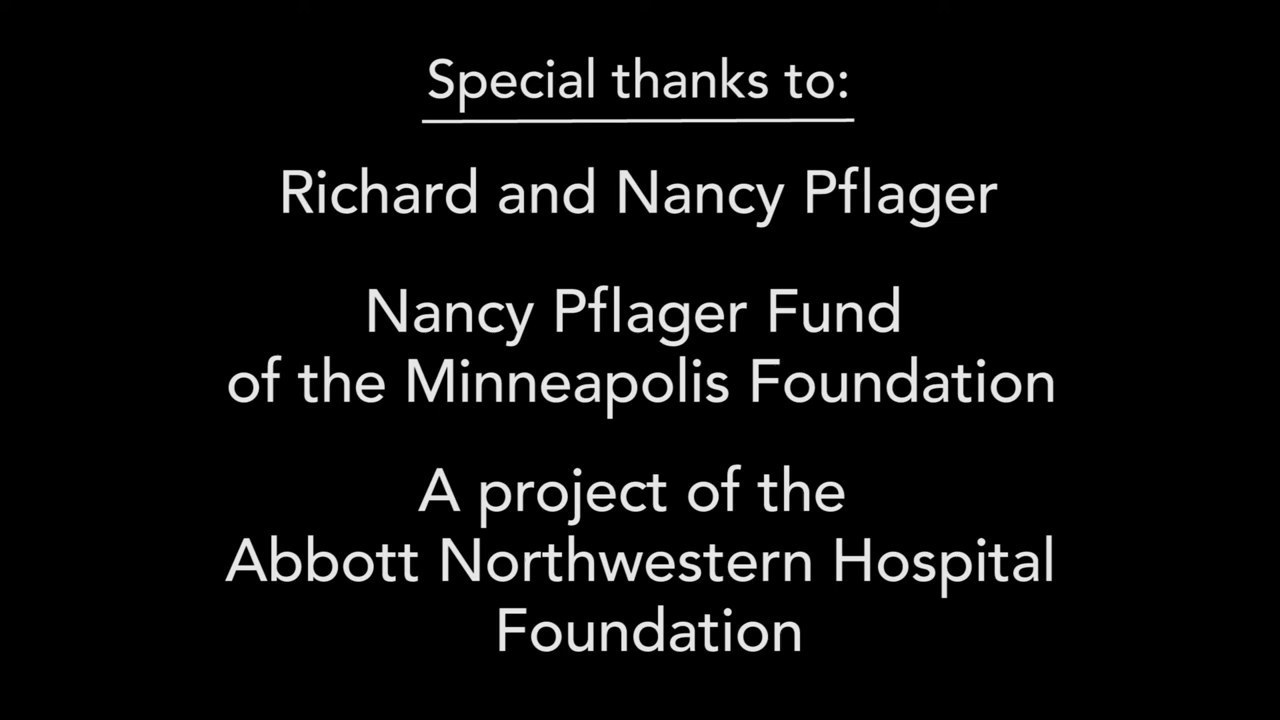 Special thanks to:
Richard and Nancy Pflager
Nancy Pflager Fund
of the Minneapolis Foundation
A project of the
Abbott Northwestern Hospital
Foundation